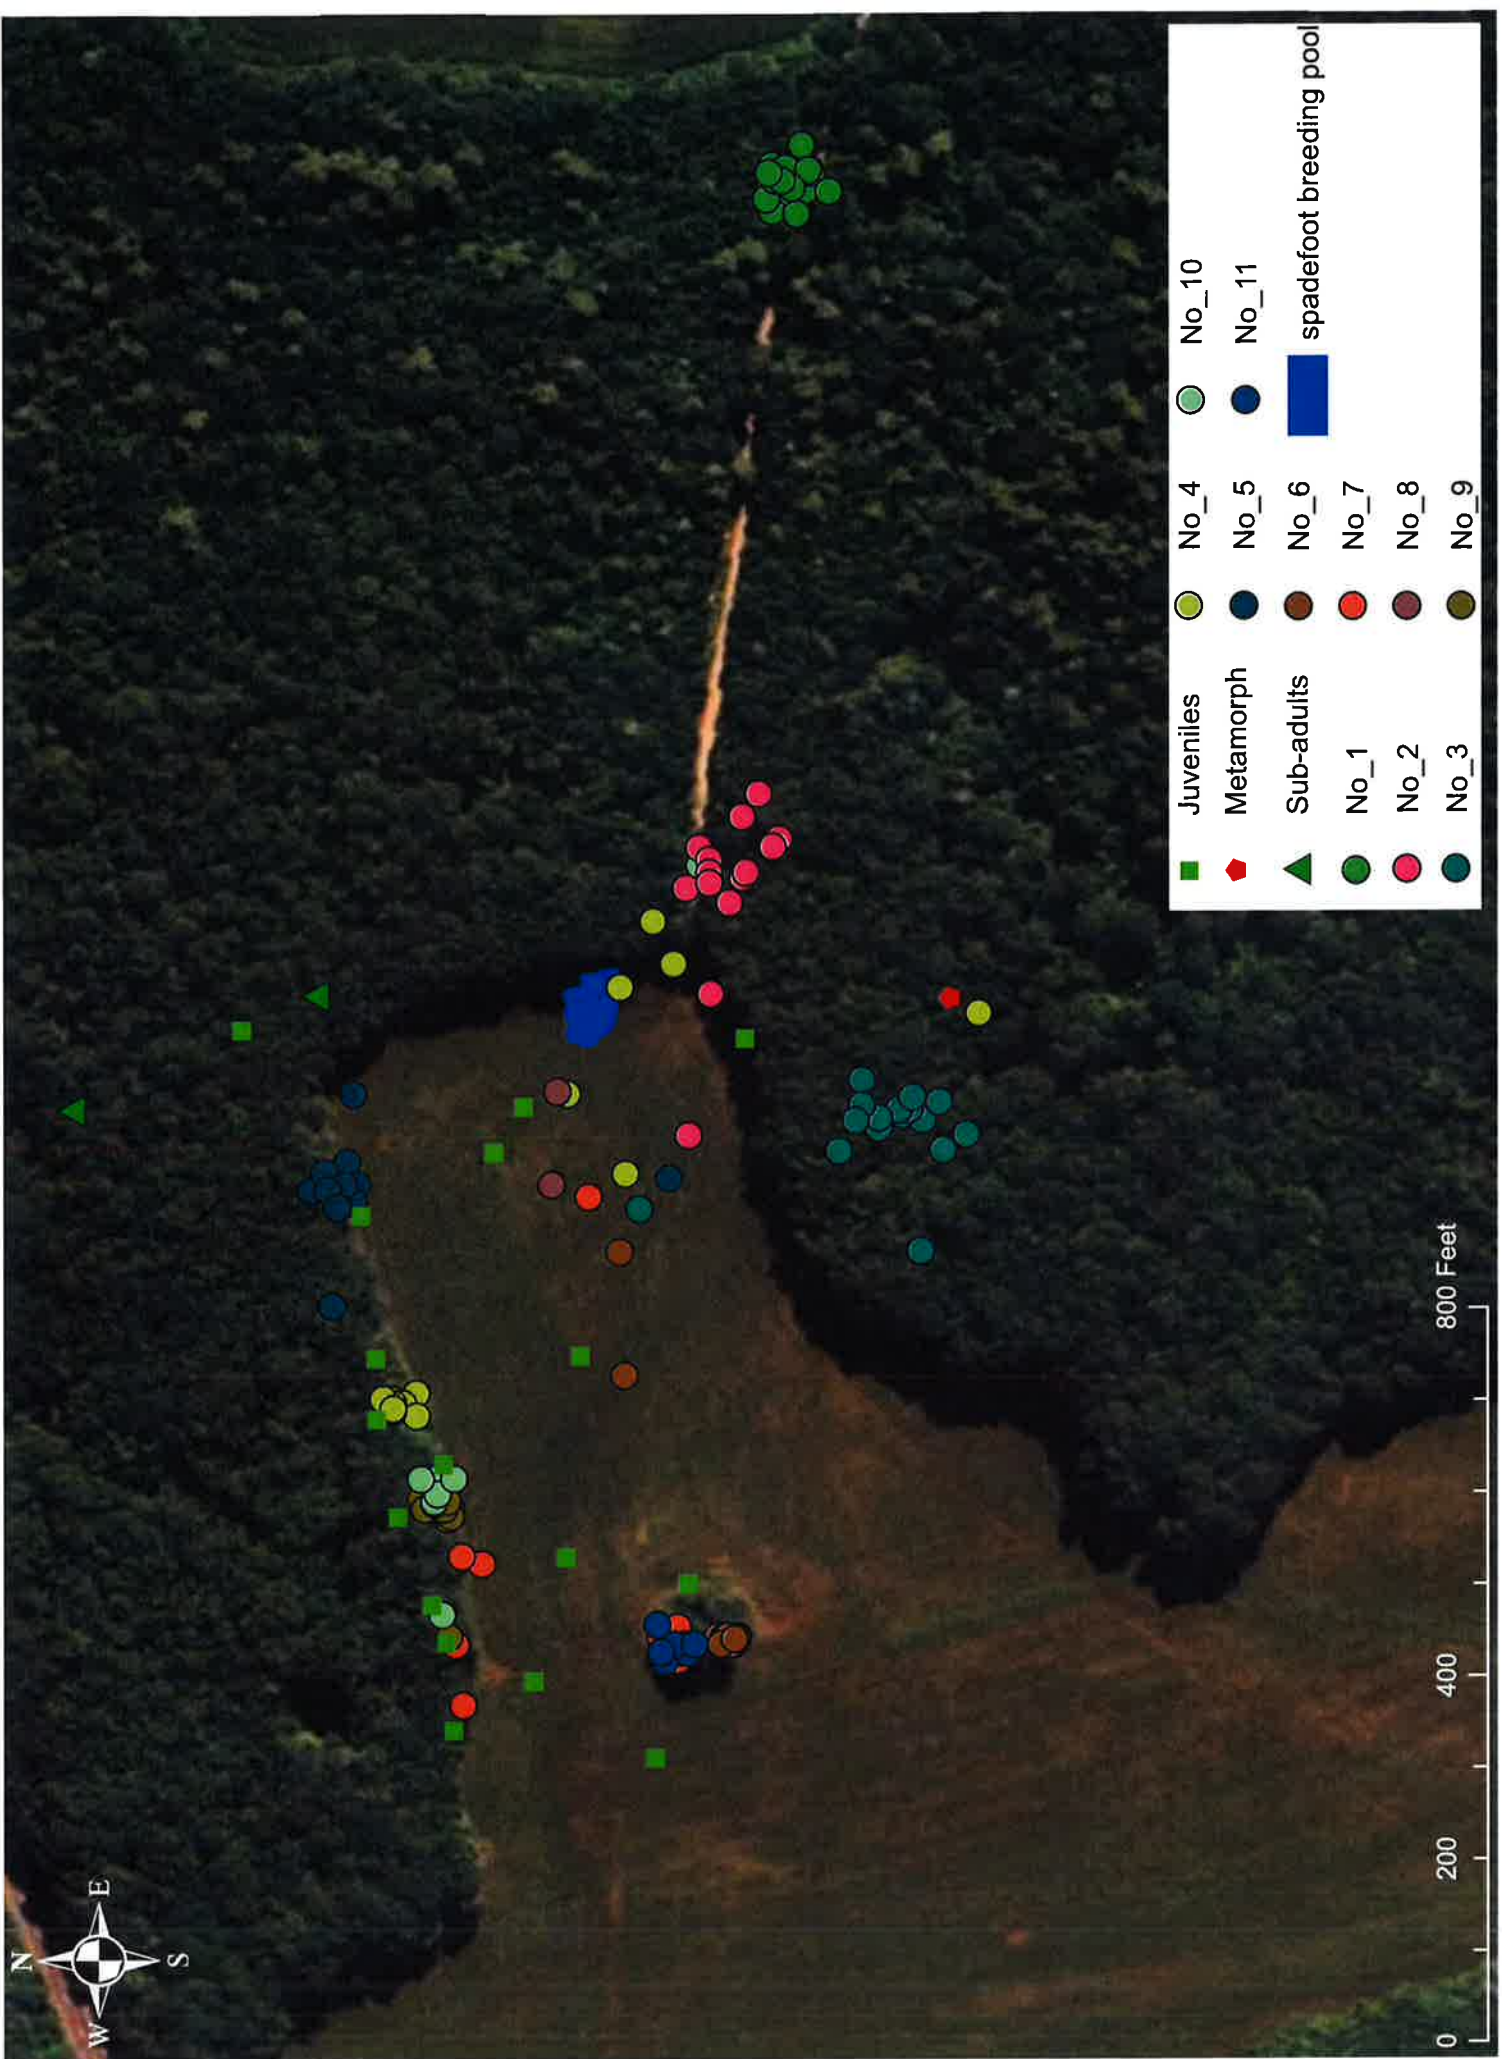 N
W E
S
Juveniles
Metamorph
Sub-adults
No_1
No_2
No_3
No_4
No_5
No_6
No_7
No_8
No_9
No_10
No_11
spadefoot breeding pool
0 200 400 800 Feet